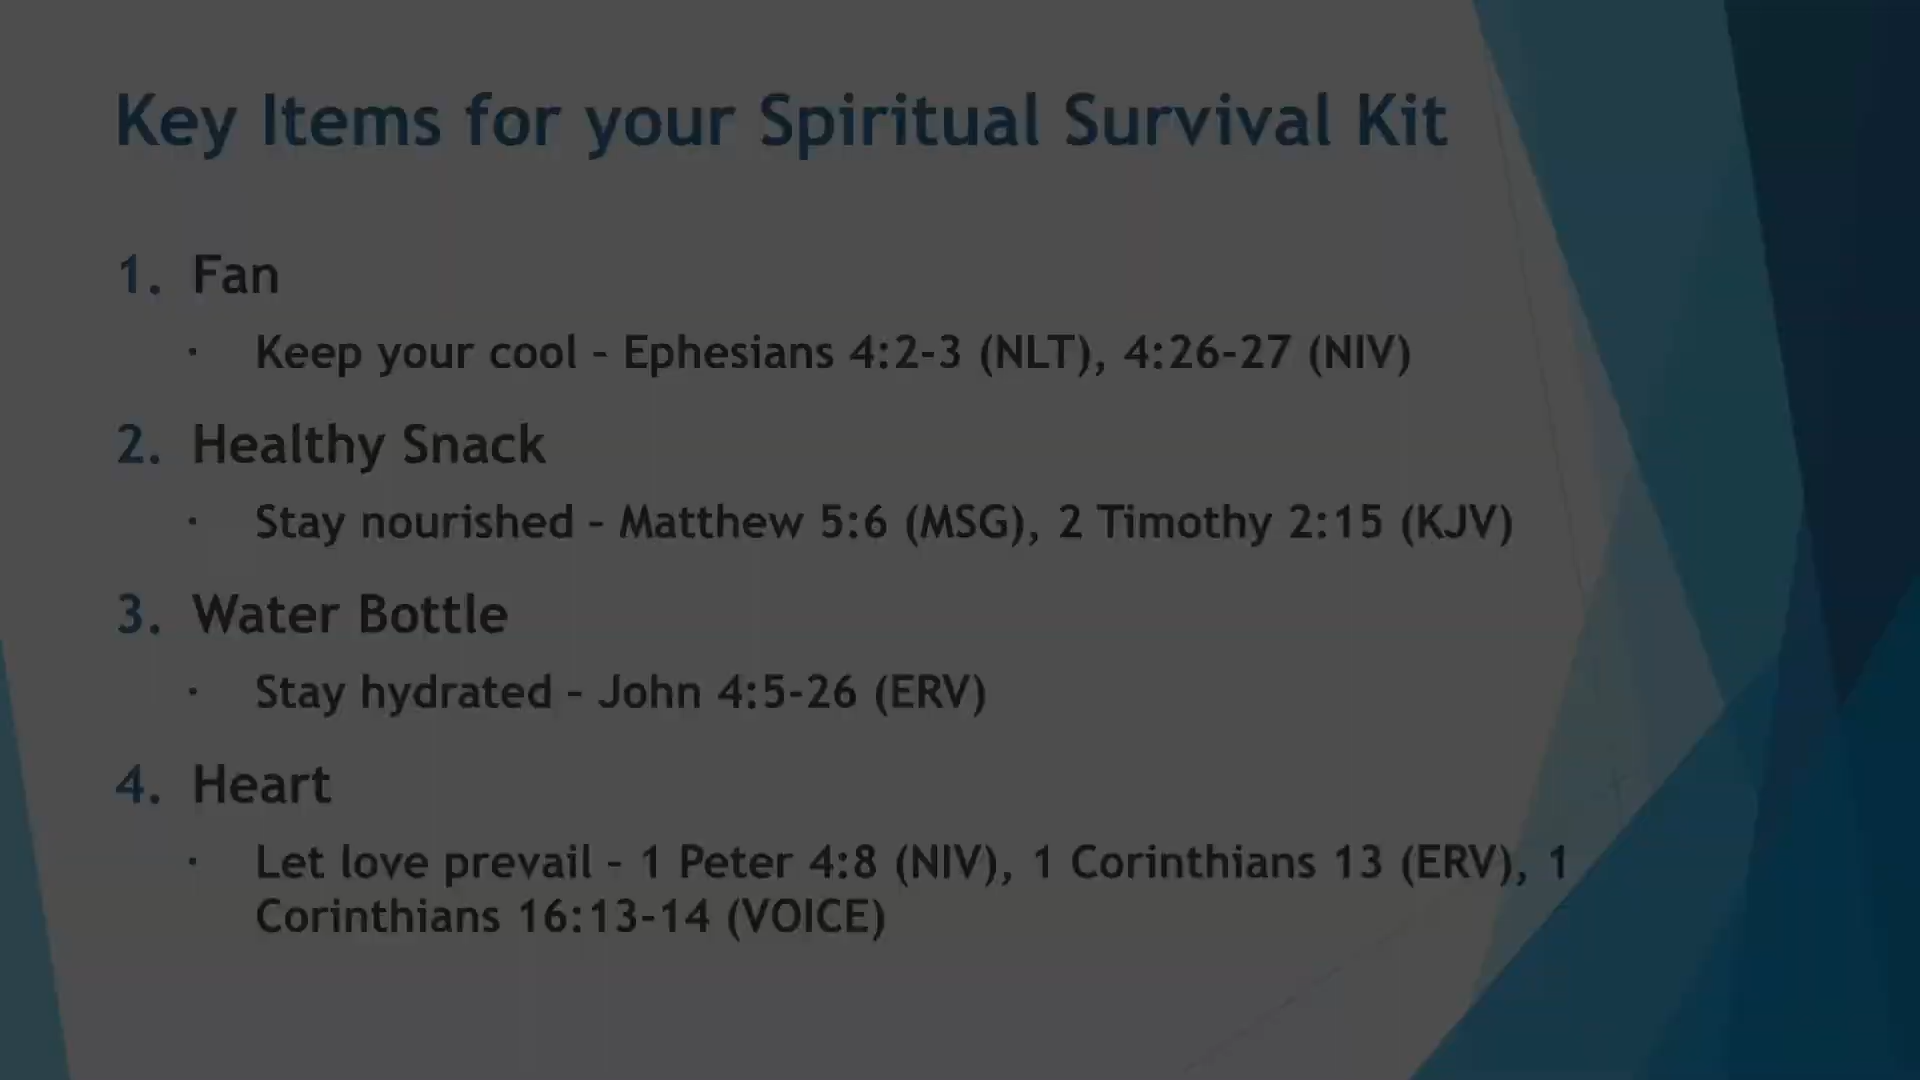 Key Items for your Spiritual Survival Kit
1. Fan
· Keep your cool – Ephesians 4:2-3 (NLT), 4:26-27 (NIV)
2. Healthy Snack
· Stay nourished – Matthew 5:6 (MSG), 2 Timothy 2:15 (KJV)
3. Water Bottle
· Stay hydrated – John 4:5-26 (ERV)
4. Heart
· Let love prevail – 1 Peter 4:8 (NIV), 1 Corinthians 13 (ERV), 1
Corinthians 16:13-14 (VOICE)